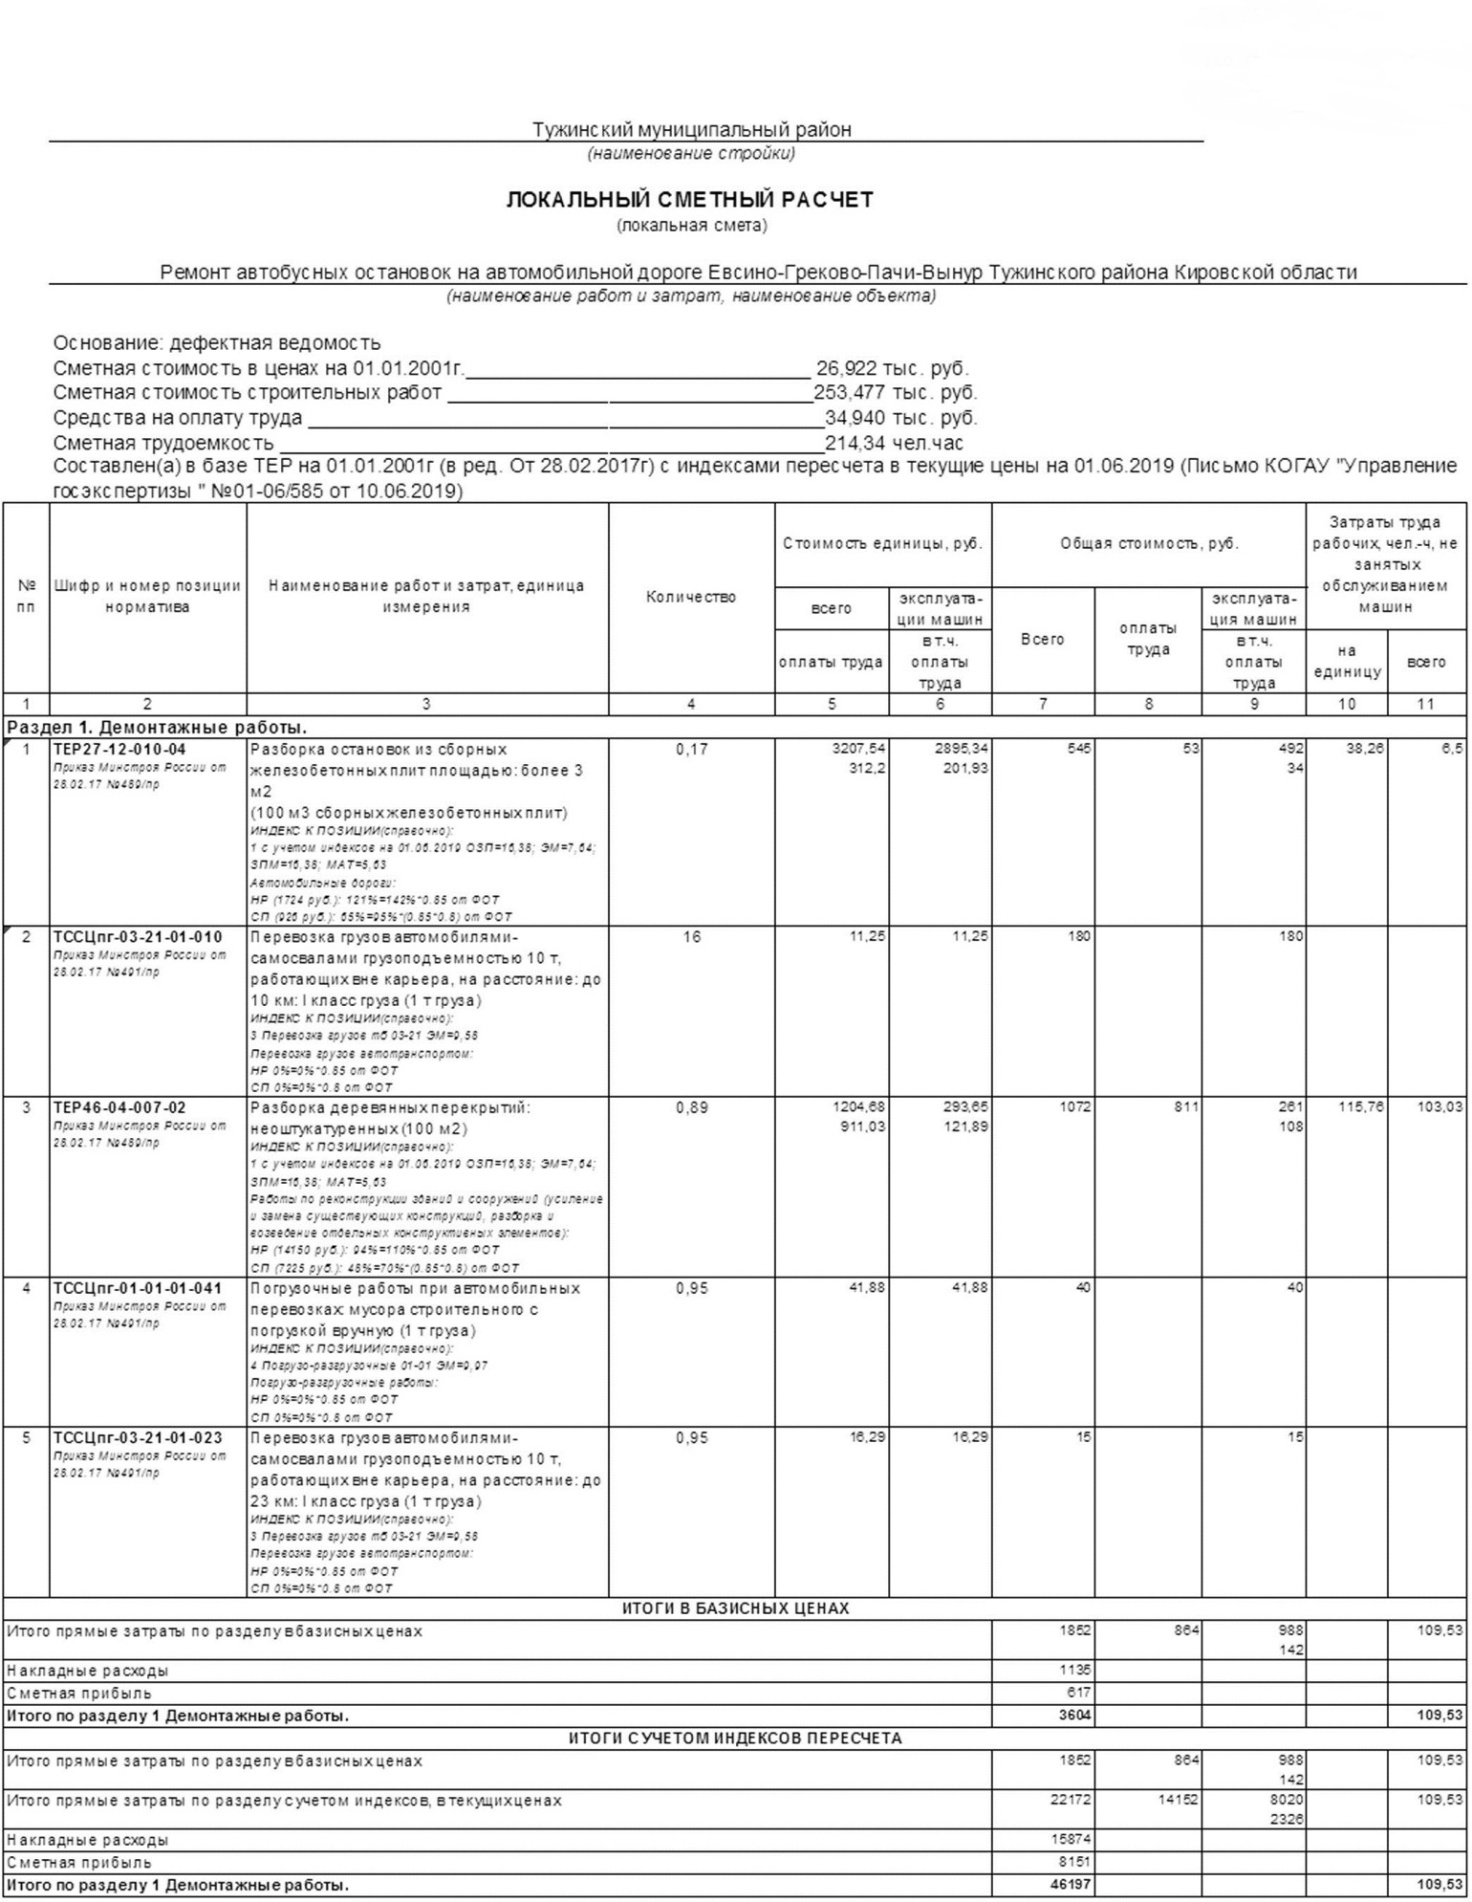 Тужинский муниципальный район
(наименование стройки)
ЛОКАЛЬНЫЙ СМЕТНЫЙ РАСЧЕТ
(локальная смета)
Ремонт автобусных остановок на автомобильной дороге Евсино-Греково-Пачи-Вынур Тужинского района Кировской области
(наименование работ и затрат, наименование объекта)
Основание: дефектная ведомость
Сметная стоимость в ценах на 01.01.2001г. 26,922 тыс. руб.
Сметная стоимость строительных работ 253,477 тыс. руб.
Средства на оплату труда 34,940 тыс. руб.
Сметная трудоемкость 214,34 чел.час
Составлен(а) в базе ТЕР на 01.01.2001г (в ред. От 28.02.2017г) с индексами пересчета в текущие цены на 01.06.2019 (Письмо КОГАУ "Управление
госэкспертизы " №01-06/585 от 10.06.2019)
№ пп
Шифр и номер позиции норматива
Наименование работ и затрат, единица измерения
Количество
Стоимость единицы, руб.
всего
эксплуата-ции машин
оплаты труда
в т.ч. оплаты труда
Общая стоимость, руб.
Всего
оплаты труда
эксплуата-ция машин
в т.ч. оплаты труда
Затраты труда рабочих, чел.-ч, не занятых обслуживанием машин
на единицу
всего
1 2 3 4 5 6 7 8 9 10 11
Раздел 1. Демонтажные работы.
1 ТЕР27-12-010-04 Разборка остановок из сборных 0,17 3207,54 2895,34 545 53 492 38,26 6,5
Приказ Минстроя России от железобетонных плит площадью: более 3 312,2 201,93 34
28.02.17 №489/пр м2
(100 м3 сборных железобетонных плит)
ИНДЕКС К ПОЗИЦИИ(справочно):
1 с учетом индексов на 01.06.2019 ОЗП=16,38; ЭМ=7,64;
ЗПМ=16,38; МАТ=5,63
Автомобильные дороги:
НР (1724 руб.): 121%=142%*0.85 от ФОТ
СП (926 руб.): 65%=95%*(0.85*0.8) от ФОТ
2 ТССЦпг-03-21-01-010 Перевозка грузов автомобилями- 16 11,25 11,25 180 180
Приказ Минстроя России от самосвалами грузоподъемностью 10 т,
28.02.17 №491/пр работающих вне карьера, на расстояние: до
10 км: I класс груза (1 т груза)
ИНДЕКС К ПОЗИЦИИ(справочно):
3 Перевозка грузов тб 03-21 ЭМ=9,56
Перевозка грузов автотранспортом:
НР 0%=0%*0.85 от ФОТ
СП 0%=0%*0.8 от ФОТ
3 ТЕР46-04-007-02 Разборка деревянных перекрытий: 0,89 1204,68 293,65 1072 811 261 115,76 103,03
Приказ Минстроя России от неоштукатуренных (100 м2) 911,03 121,89 108
28.02.17 №489/пр
ИНДЕКС К ПОЗИЦИИ(справочно):
1 с учетом индексов на 01.06.2019 ОЗП=16,38; ЭМ=7,64;
ЗПМ=16,38; МАТ=5,63
Работы по реконструкции зданий и сооружений (усиление
и замена существующих конструкций, разборка и
возведение отдельных конструктивных элементов):
НР (14150 руб.): 94%=110%*0.85 от ФОТ
СП (7225 руб.): 48%=70%*(0.85*0.8) от ФОТ
4 ТССЦпг-01-01-01-041 Погрузочные работы при автомобильных 0,95 41,88 41,88 40 40
Приказ Минстроя России от перевозках: мусора строительного с
28.02.17 №491/пр погрузкой вручную (1 т груза)
ИНДЕКС К ПОЗИЦИИ(справочно):
4 Погрузо-разгрузочные 01-01 ЭМ=9,97
Погрузо-разгрузочные работы:
НР 0%=0%*0.85 от ФОТ
СП 0%=0%*0.8 от ФОТ
5 ТССЦпг-03-21-01-023 Перевозка грузов автомобилями- 0,95 16,29 16,29 15 15
Приказ Минстроя России от самосвалами грузоподъемностью 10 т,
28.02.17 №491/пр работающих вне карьера, на расстояние: до
23 км: I класс груза (1 т груза)
ИНДЕКС К ПОЗИЦИИ(справочно):
3 Перевозка грузов тб 03-21 ЭМ=9,56
Перевозка грузов автотранспортом:
НР 0%=0%*0.85 от ФОТ
СП 0%=0%*0.8 от ФОТ
ИТОГИ В БАЗИСНЫХ ЦЕНАХ
Итого прямые затраты по разделу в базисных ценах 1852 864 988 109,53
142
Накладные расходы 1135
Сметная прибыль 617
Итого по разделу 1 Демонтажные работы. 3604 109,53
ИТОГИ С УЧЕТОМ ИНДЕКСОВ ПЕРЕСЧЕТА
Итого прямые затраты по разделу в базисных ценах 1852 864 988 109,53
142
Итого прямые затраты по разделу с учетом индексов, в текущих ценах 22172 14152 8020 109,53
2326
Накладные расходы 15874
Сметная прибыль 8151
Итого по разделу 1 Демонтажные работы. 46197 109,53